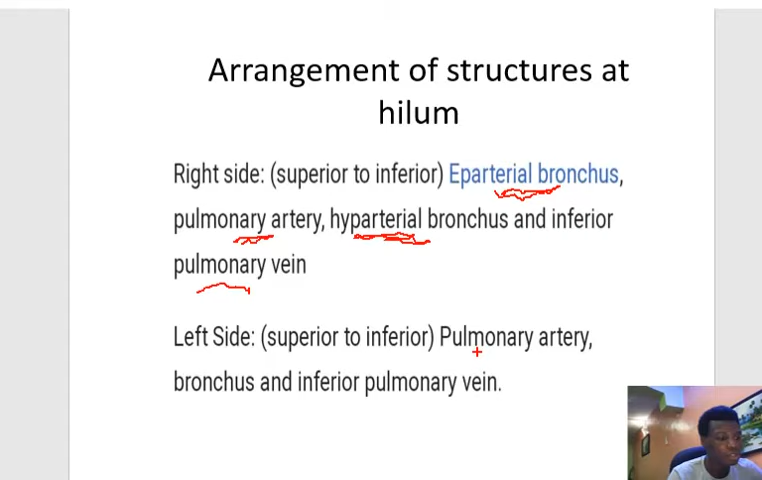 Arrangement of structures at
hilum
Right side: (superior to inferior) Eparterial bronchus,
pulmonary artery, hyparterial bronchus and inferior
pulmonary vein
Left Side: (superior to inferior) Pulmonary artery,
bronchus and inferior pulmonary vein.